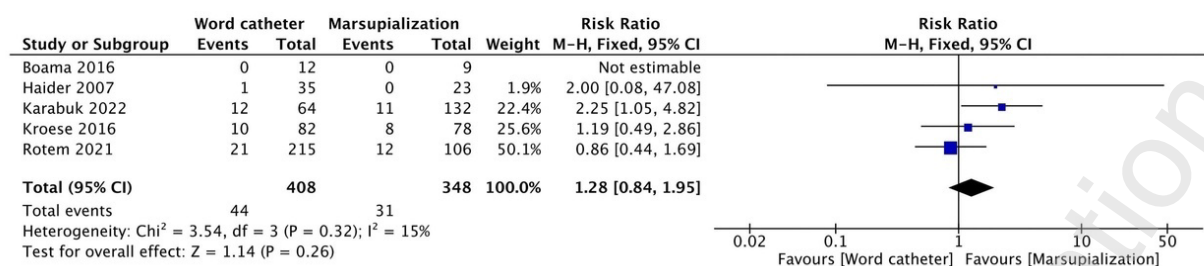 Word catheter Marsupialization Risk Ratio Risk Ratio
Study or Subgroup Events Total Events Total Weight M-H, Fixed, 95% CI M-H, Fixed, 95% CI
Boama 2016 0 12 0 9 Not estimable
Haider 2007 1 35 0 23 1.9% 2.00 [0.08, 47.08]
Karabuk 2022 12 64 11 132 22.4% 2.25 [1.05, 4.82]
Kroese 2016 10 82 8 78 25.6% 1.19 [0.49, 2.86]
Rotem 2021 21 215 12 106 50.1% 0.86 [0.44, 1.69]
Total (95% CI) 408 348 100.0% 1.28 [0.84, 1.95]
Total events 44 31
Heterogeneity: Chi² = 3.54, df = 3 (P = 0.32); I² = 15%
Test for overall effect: Z = 1.14 (P = 0.26)
0.02 0.1 1 10 50
Favours [Word catheter] Favours [Marsupialization]
tion